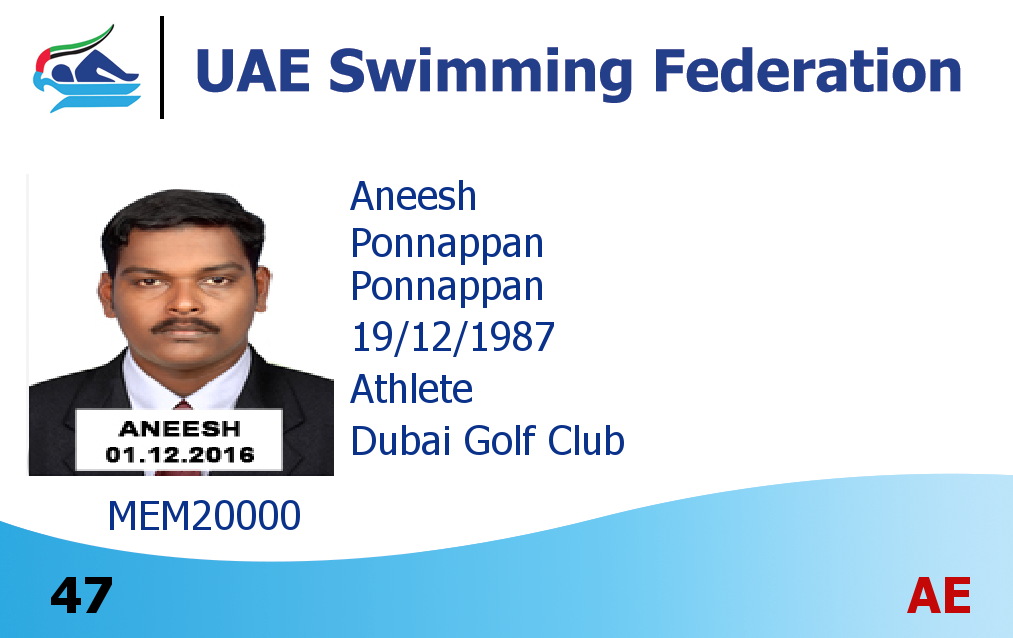 UAE Swimming Federation
Aneesh
Ponnappan
Ponnappan
19/12/1987
Athlete
Dubai Golf Club
ANEESH
01.12.2016
MEM20000
47
AE